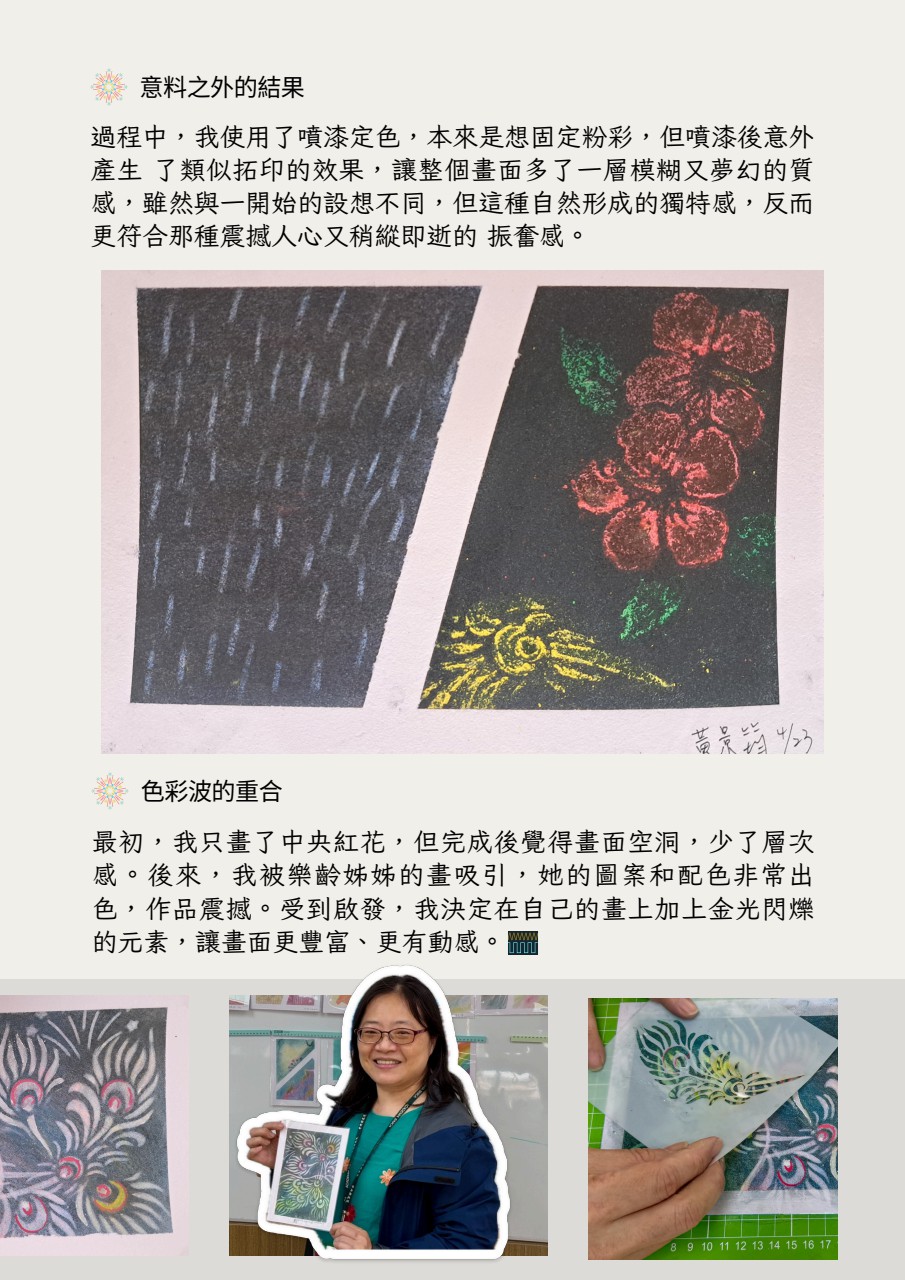 意料之外的結果
過程中，我使用了噴漆定色，本來是想固定粉彩，但噴漆後意外
產生 了類似拓印的效果，讓整個畫面多了一層模糊又夢幻的質
感，雖然與一開始的設想不同，但這種自然形成的獨特感，反而
更符合那種震撼人心又稍縱即逝的 振奮感。
黃景筠 4/23
色彩波的重合
最初，我只畫了中央紅花，但完成後覺得畫面空洞，少了層次
感。後來，我被樂齡姊姊的畫吸引，她的圖案和配色非常出
色，作品震撼。受到啟發，我決定在自己的畫上加上金光閃爍
的元素，讓畫面更豐富、更有動感。
8 9 10 11 12 13 14 15 16 17